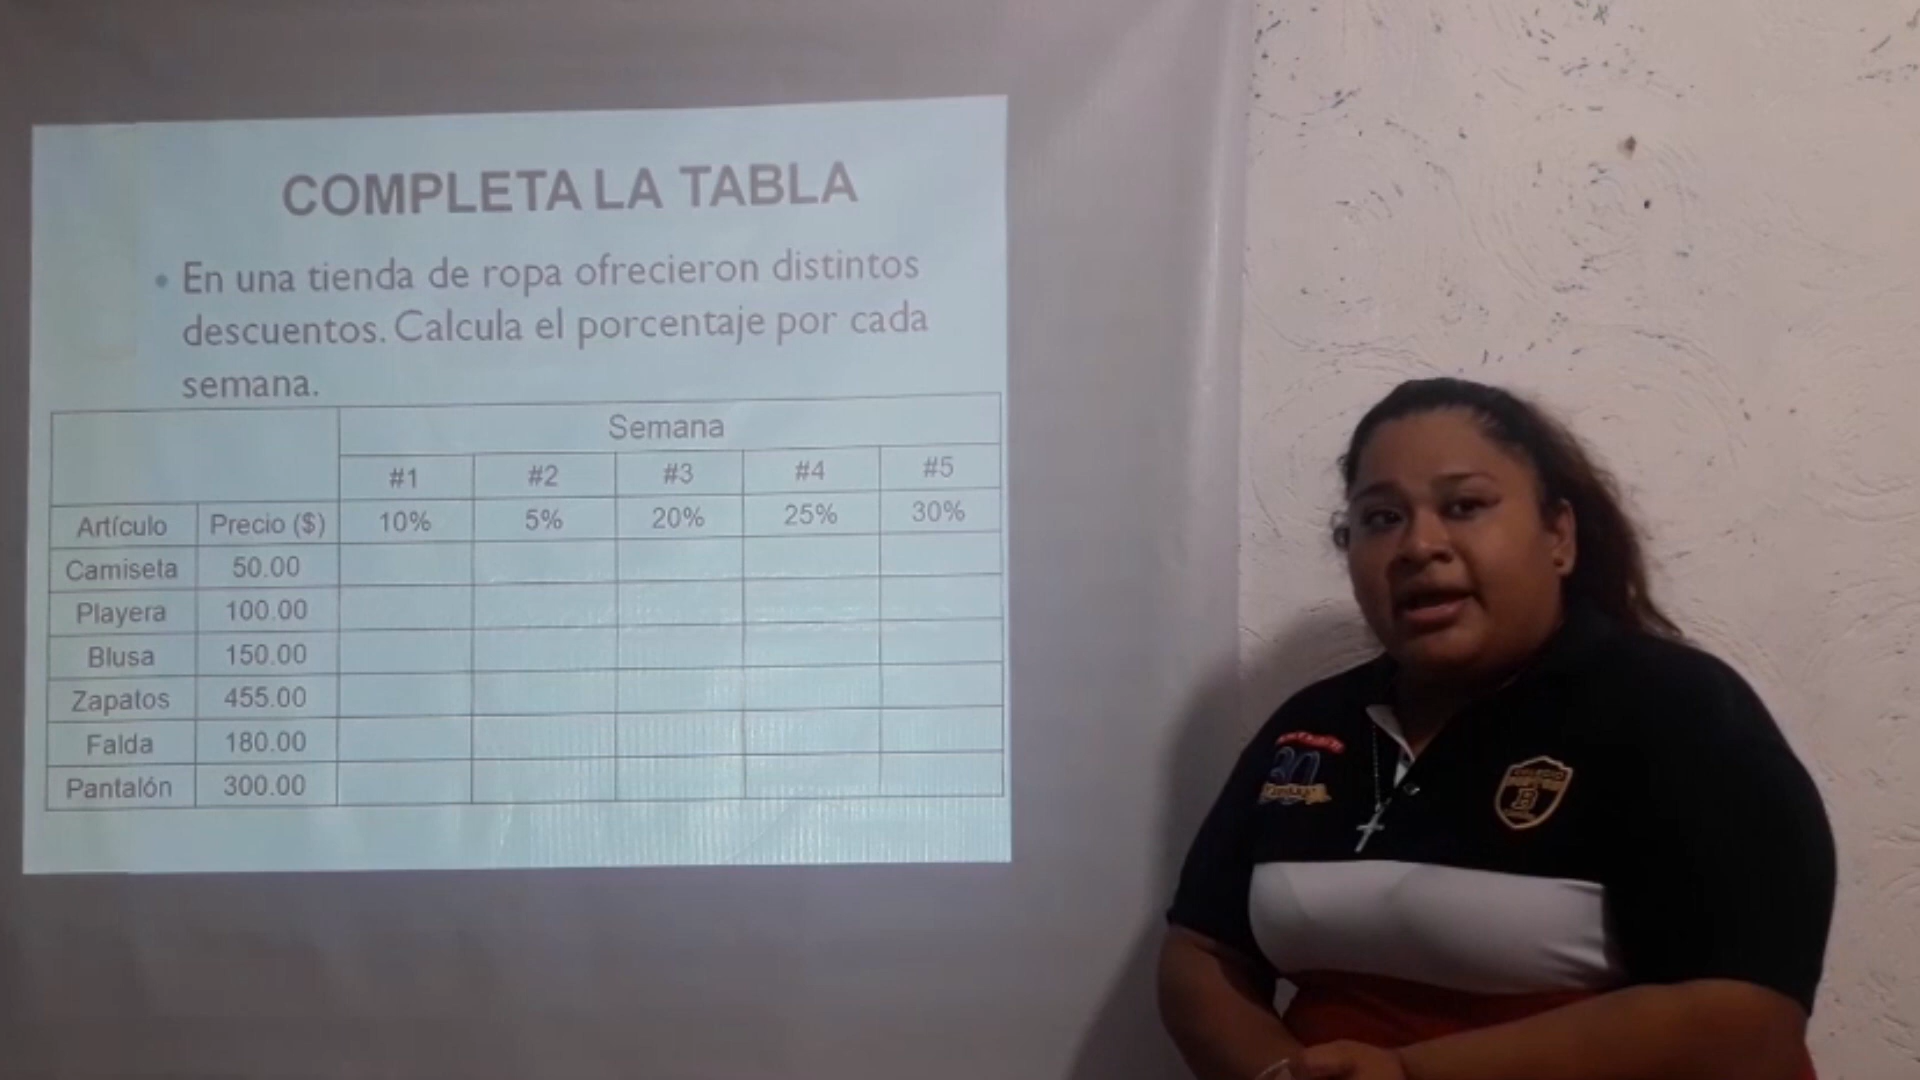 COMPLETA LA TABLA
• En una tienda de ropa ofrecieron distintos
descuentos. Calcula el porcentaje por cada
semana.
Semana
#1 #2 #3 #4 #5
Artículo Precio ($) 10% 5% 20% 25% 30%
Camiseta 50.00
Playera 100.00
Blusa 150.00
Zapatos 455.00
Falda 180.00
Pantalón 300.00
30